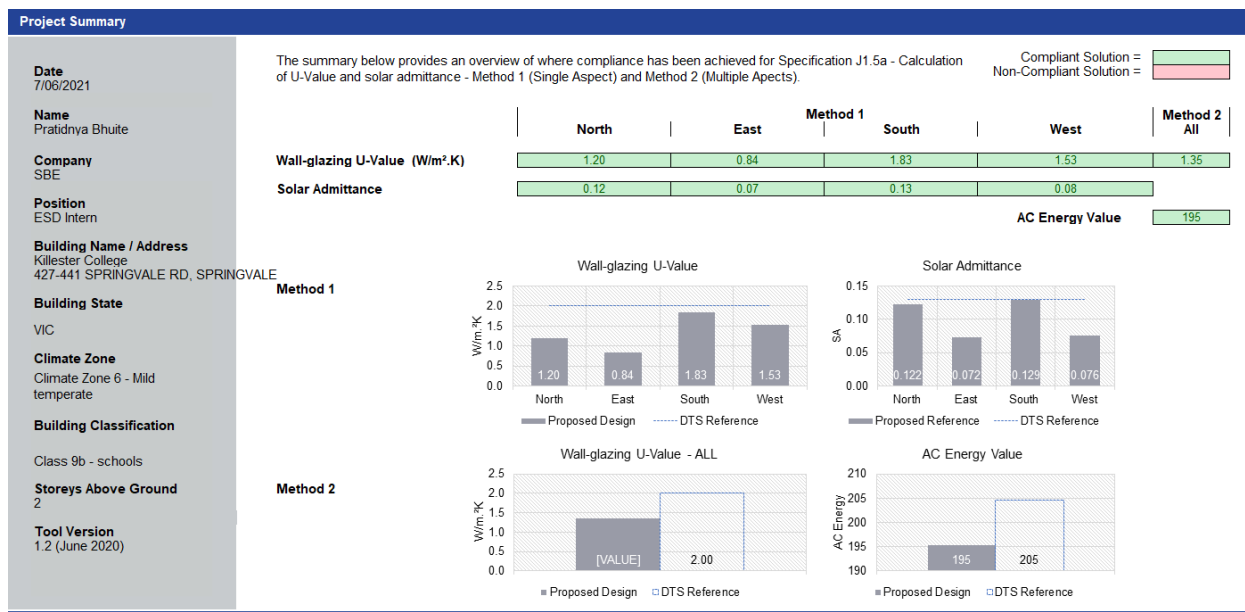 Project Summary
Date
7/06/2021
Name
Pratidnya Bhuite
Company
SBE
Position
ESD Intern
Building Name / Address
Killester College
427-441 SPRINGVALE RD, SPRINGVALE
Building State
VIC
Climate Zone
Climate Zone 6 - Mild
temperate
Building Classification
Class 9b - schools
Storeys Above Ground
2
Tool Version
1.2 (June 2020)
The summary below provides an overview of where compliance has been achieved for Specification J1.5a - Calculation
of U-Value and solar admittance - Method 1 (Single Aspect) and Method 2 (Multiple Apects).
Compliant Solution =
Non-Compliant Solution =
Method 1 Method 2
North East South West All
Wall-glazing U-Value (W/m².K) 1.20 0.84 1.83 1.53 1.35
Solar Admittance 0.12 0.07 0.13 0.08
AC Energy Value 195
Method 1
Wall-glazing U-Value
W/m.²K
2.5
2.0
1.5
1.0
0.5
0.0
1.20 0.84 1.83 1.53
North East South West
Proposed Design DTS Reference
Solar Admittance
SA
0.15
0.10
0.05
0.00
0.122 0.072 0.129 0.076
North East South West
Proposed Reference DTS Reference
Method 2
Wall-glazing U-Value - ALL
W/m.²K
2.5
2.0
1.5
1.0
0.5
0.0
[VALUE] 2.00
Proposed Design DTS Reference
AC Energy Value
AC Energy
210
205
200
195
190
195 205
Proposed Design DTS Reference